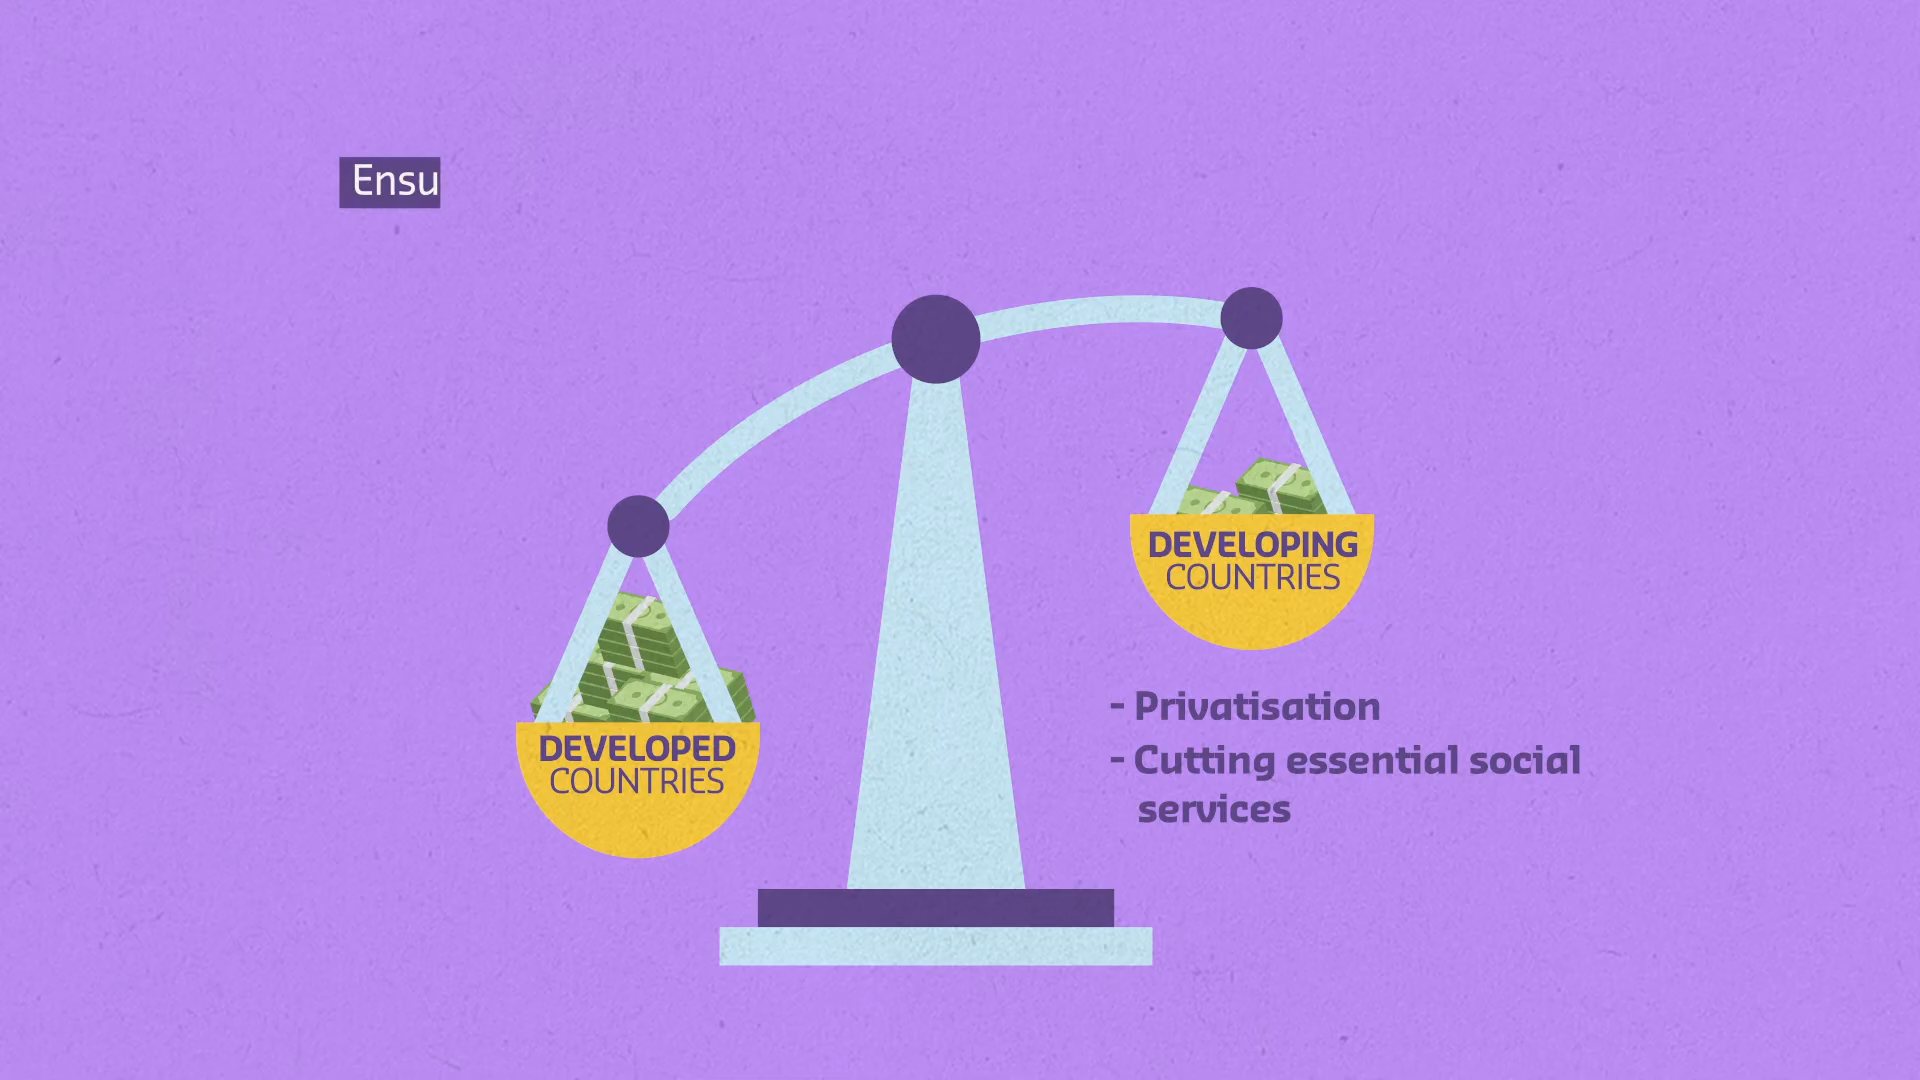 Ensu
DEVELOPING
COUNTRIES
- Privatisation
- Cutting essential social
services
DEVELOPED
COUNTRIES